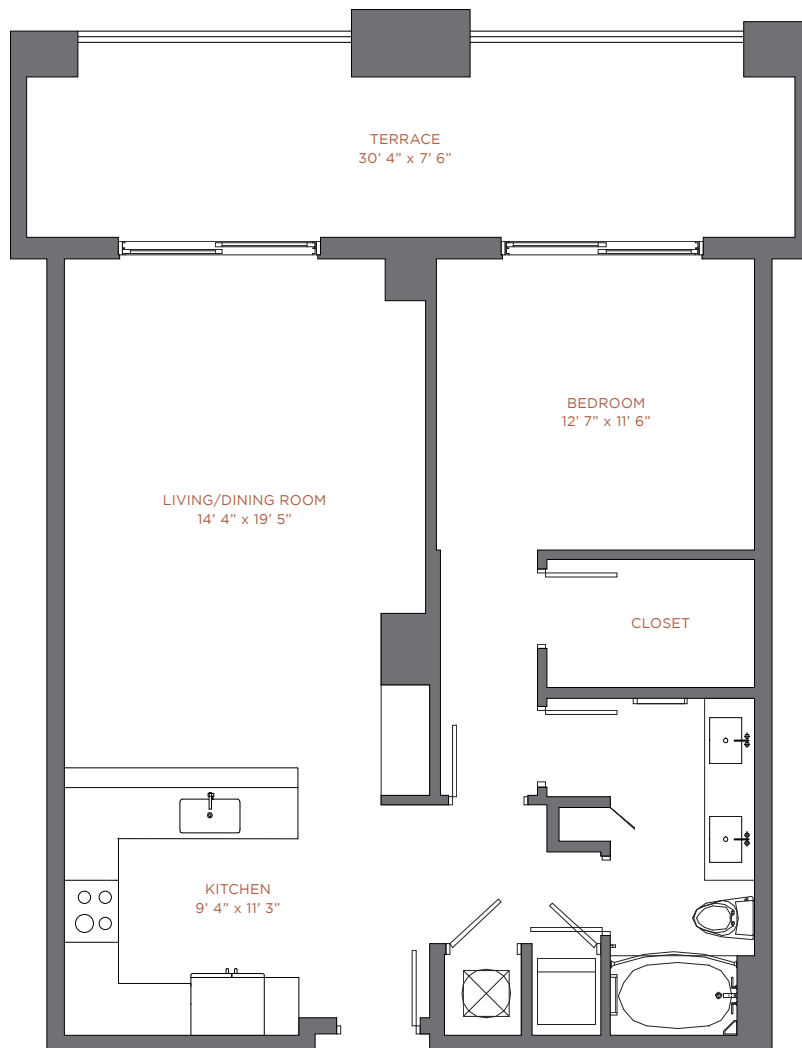 TERRACE
30’ 4” x 7’ 6”
BEDROOM
12’ 7” x 11’ 6”
LIVING/DINING ROOM
14’ 4” x 19’ 5”
CLOSET
KITCHEN
9’ 4” x 11’ 3”